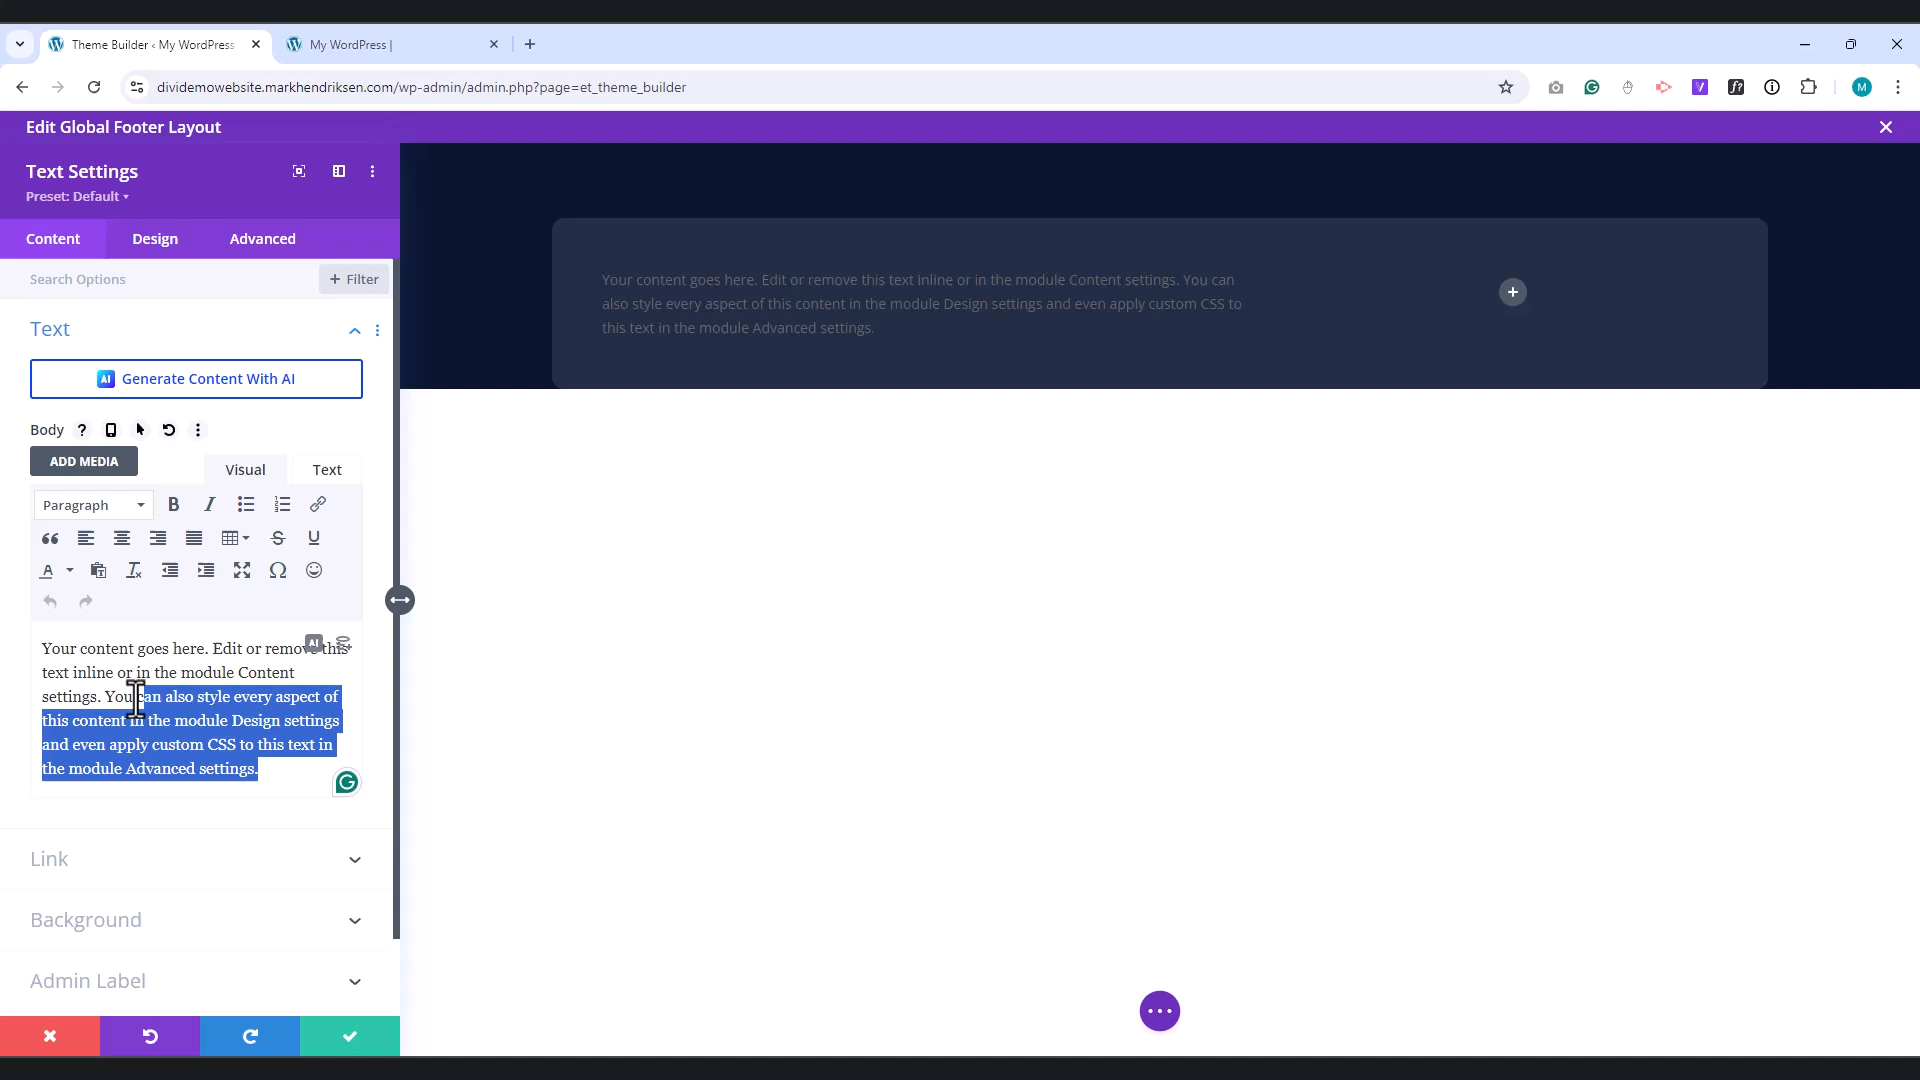 Theme Builder ‹ My WordPress
My WordPress |
dividemowebsite.markhendriksen.com/wp-admin/admin.php?page=et_theme_builder
M
Edit Global Footer Layout
Text Settings
Preset: Default
Content
Design
Advanced
Search Options
+ Filter
Text
AI Generate Content With AI
Body
ADD MEDIA
Visual
Text
Paragraph
Your content goes here. Edit or remove this
text inline or in the module Content
settings. You can also style every aspect of
this content in the module Design settings
and even apply custom CSS to this text in
the module Advanced settings.
AI
Link
Background
Admin Label
Your content goes here. Edit or remove this text inline or in the module Content settings. You can
also style every aspect of this content in the module Design settings and even apply custom CSS to
this text in the module Advanced settings.